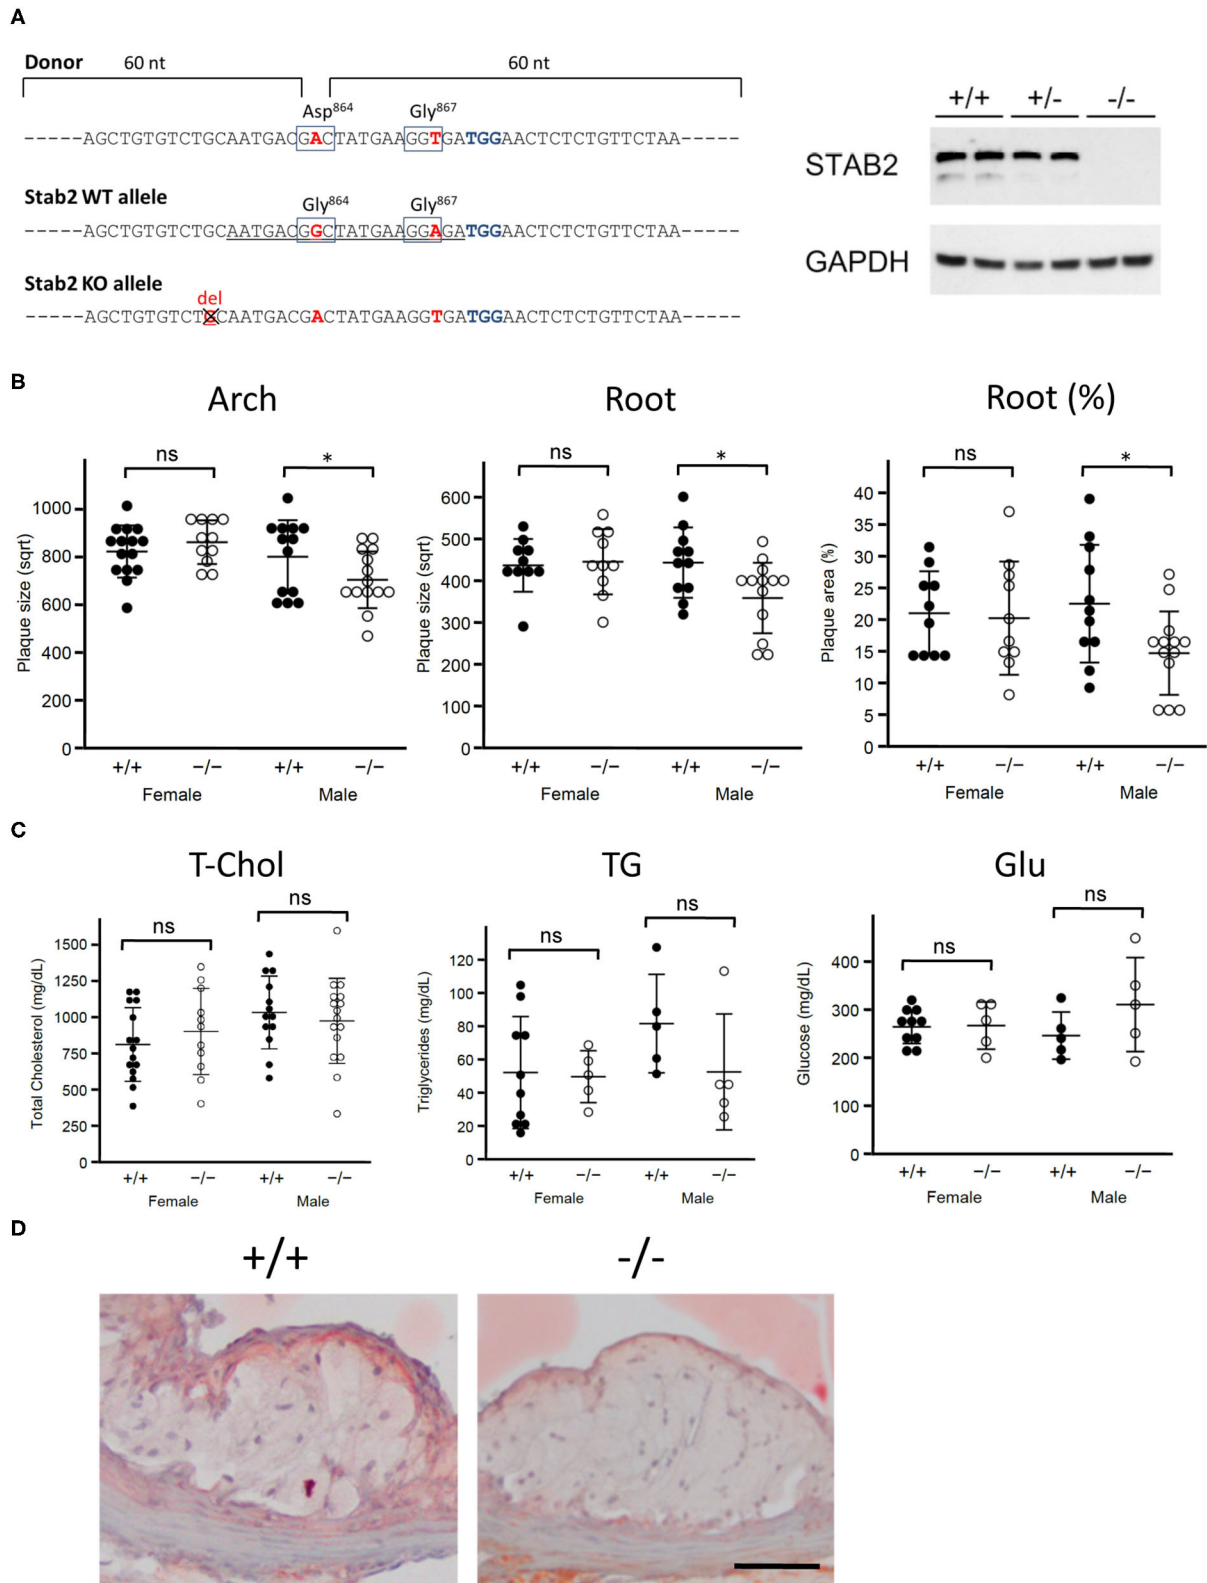 A
Donor 60 nt 60 nt
Asp864 Gly867
-----AGCTGTGTCTGCAATGACGACTATGAAGGTGATGGAACTCTCTGTTCTAA-----
Stab2 WT allele
Gly864 Gly867
-----AGCTGTGTCTGCAATGACGGCTATGAAGGAGATGGAACTCTCTGTTCTAA-----
Stab2 KO allele
del
-----AGCTGTGTCTGCAATGACGACTATGAAGGTGATGGAACTCTCTGTTCTAA-----
+/+ +/- -/-
STAB2
GAPDH
B
Arch
Plaque size (sqrt)
1000
800
600
400
200
0
ns *
+/+ −/− +/+ −/−
Female Male
Root
Plaque size (sqrt)
600
500
400
300
200
100
0
ns *
+/+ −/− +/+ −/−
Female Male
Root (%)
Plaque area (%)
40
35
30
25
20
15
10
5
0
ns *
+/+ −/− +/+ −/−
Female Male
C
T-Chol
Total Cholesterol (mg/dL)
1500
1250
1000
750
500
250
0
ns ns
+/+ −/− +/+ −/−
Female Male
TG
Triglycerides (mg/dL)
120
100
80
60
40
20
0
ns ns
+/+ −/− +/+ −/−
Female Male
Glu
Glucose (mg/dL)
400
300
200
100
0
ns ns
+/+ −/− +/+ −/−
Female Male
D
+/+ -/-